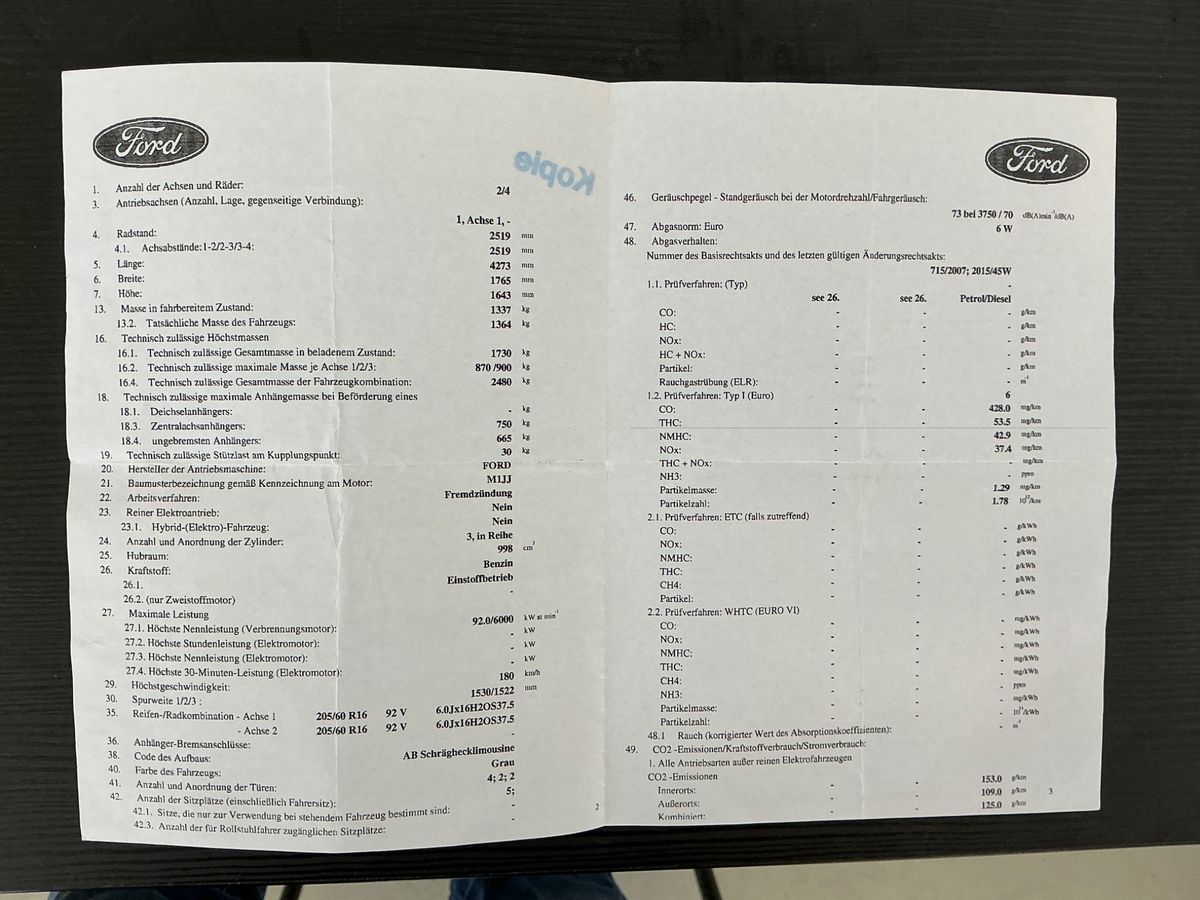 Ford
Kopie
1. Anzahl der Achsen und Räder: 2/4
3. Antriebsachsen (Anzahl, Lage, gegenseitige Verbindung):
1, Achse 1, -
4. Radstand: 2519 mm
4.1. Achsabstände:1-2/2-3/3-4: 2519 mm
5. Länge: 4273 mm
6. Breite: 1765 mm
7. Höhe: 1643 mm
13. Masse in fahrbereitem Zustand: 1337 kg
13.2. Tatsächliche Masse des Fahrzeugs: 1364 kg
16. Technisch zulässige Höchstmassen
16.1. Technisch zulässige Gesamtmasse in beladenem Zustand: 1730 kg
16.2. Technisch zulässige maximale Masse je Achse 1/2/3: 870 /900 kg
16.4. Technisch zulässige Gesamtmasse der Fahrzeugkombination: 2480 kg
18. Technisch zulässige maximale Anhängemasse bei Beförderung eines
18.1. Deichselanhängers: - kg
18.3. Zentralachsanhängers: 750 kg
18.4. ungebremsten Anhängers: 665 kg
19. Technisch zulässige Stützlast am Kupplungspunkt: 30 kg
20. Hersteller der Antriebsmaschine: FORD
21. Baumusterbezeichnung gemäß Kennzeichnung am Motor: M1JJ
22. Arbeitsverfahren: Fremdzündung
23. Reiner Elektroantrieb: Nein
23.1. Hybrid-(Elektro)-Fahrzeug: Nein
24. Anzahl und Anordnung der Zylinder: 3, in Reihe
25. Hubraum: 998 cm³
26. Kraftstoff: Benzin
26.1. Einstoffbetrieb
26.2. (nur Zweistoffmotor) -
27. Maximale Leistung
27.1. Höchste Nennleistung (Verbrennungsmotor): 92.0/6000 kW at min⁻¹
27.2. Höchste Stundenleistung (Elektromotor): - kW
27.3. Höchste Nennleistung (Elektromotor): - kW
27.4. Höchste 30-Minuten-Leistung (Elektromotor): - kW
29. Höchstgeschwindigkeit: 180 km/h
30. Spurweite 1/2/3 : 1530/1522 mm
35. Reifen-/Radkombination - Achse 1 205/60 R16 92 V 6.0Jx16H2OS37.5
- Achse 2 205/60 R16 92 V 6.0Jx16H2OS37.5
36. Anhänger-Bremsanschlüsse: -
38. Code des Aufbaus: AB Schräghecklimousine
40. Farbe des Fahrzeugs: Grau
41. Anzahl und Anordnung der Türen: 4; 2; 2
42. Anzahl der Sitzplätze (einschließlich Fahrersitz): 5;
42.1. Sitze, die nur zur Verwendung bei stehendem Fahrzeug bestimmt sind: -
42.3. Anzahl der für Rollstuhlfahrer zugänglichen Sitzplätze: -
2
Ford
46. Geräuschpegel - Standgeräusch bei der Motordrehzahl/Fahrgeräusch:
73 bei 3750 / 70 dB(A)min⁻¹/dB(A)
47. Abgasnorm: Euro 6 W
48. Abgasverhalten:
Nummer des Basisrechtsakts und des letzten gültigen Änderungsrechtsakts:
715/2007; 2015/45W
1.1. Prüfverfahren: (Typ) -
see 26. see 26. Petrol/Diesel
CO: - - - g/km
HC: - - - g/km
NOx: - - - g/km
HC + NOx: - - - g/km
Partikel: - - - g/km
Rauchgastrübung (ELR): - - - m⁻¹
1.2. Prüfverfahren: Typ I (Euro) 6
CO: - - 428.0 mg/km
THC: - - 53.5 mg/km
NMHC: - - 42.9 mg/km
NOx: - - 37.4 mg/km
THC + NOx: - - - mg/km
NH3: - - - ppm
Partikelmasse: - - 1.29 mg/km
Partikelzahl: - - 1.78 10¹²/km
2.1. Prüfverfahren: ETC (falls zutreffend)
CO: - - - g/kWh
NOx: - - - g/kWh
NMHC: - - - g/kWh
THC: - - - g/kWh
CH4: - - - g/kWh
Partikel: - - - g/kWh
2.2. Prüfverfahren: WHTC (EURO VI)
CO: - - - mg/kWh
NOx: - - - mg/kWh
NMHC: - - - mg/kWh
THC: - - - mg/kWh
CH4: - - - mg/kWh
NH3: - - - ppm
Partikelmasse: - - - mg/kWh
Partikelzahl: - - - /kWh
48.1 Rauch (korrigierter Wert des Absorptionskoeffizienten): - m⁻¹
49. CO2 -Emissionen/Kraftstoffverbrauch/Stromverbrauch:
1. Alle Antriebsarten außer reinen Elektrofahrzeugen
CO2 -Emissionen
Innerorts: - - 153.0 g/km
Außerorts: - - 109.0 g/km
Kombiniert: - - 125.0 g/km
3